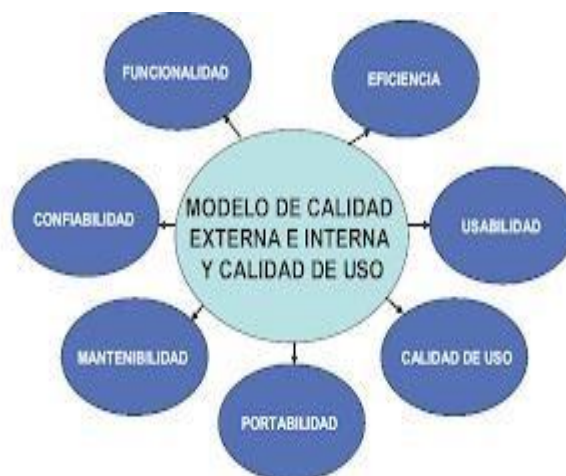 FUNCIONALIDAD
EFICIENCIA
CONFIABILIDAD
MODELO DE CALIDAD
EXTERNA E INTERNA
Y CALIDAD DE USO
USABILIDAD
MANTENIBILIDAD
CALIDAD DE USO
PORTABILIDAD